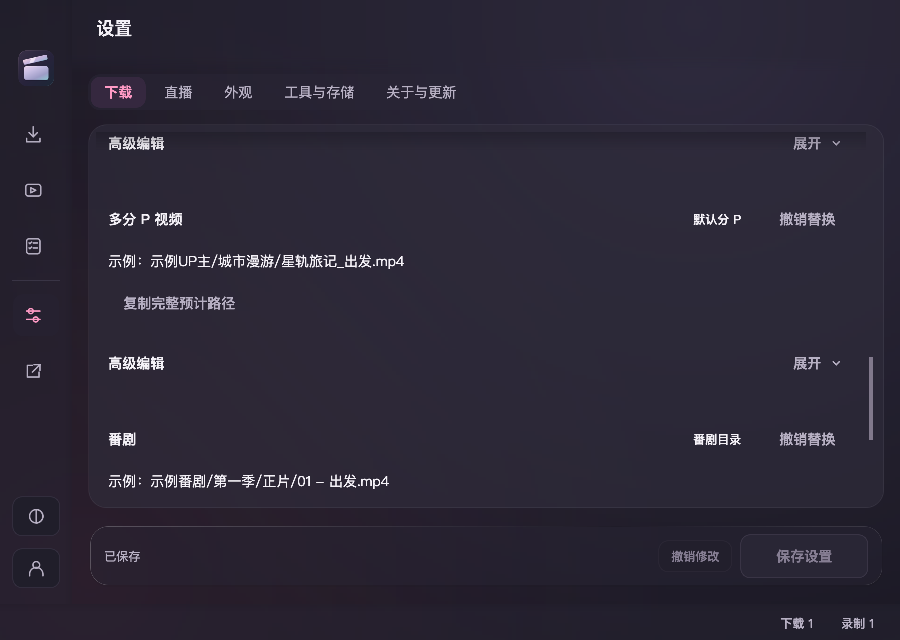 设置
下载 直播 外观 工具与存储 关于与更新
高级编辑 展开
多分 P 视频 默认分 P 撤销替换
示例：示例UP主/城市漫游/星轨旅记_出发.mp4
复制完整预计路径
高级编辑 展开
番剧 番剧目录 撤销替换
示例：示例番剧/第一季/正片/01 – 出发.mp4
已保存 撤销修改 保存设置
下载 1 录制 1